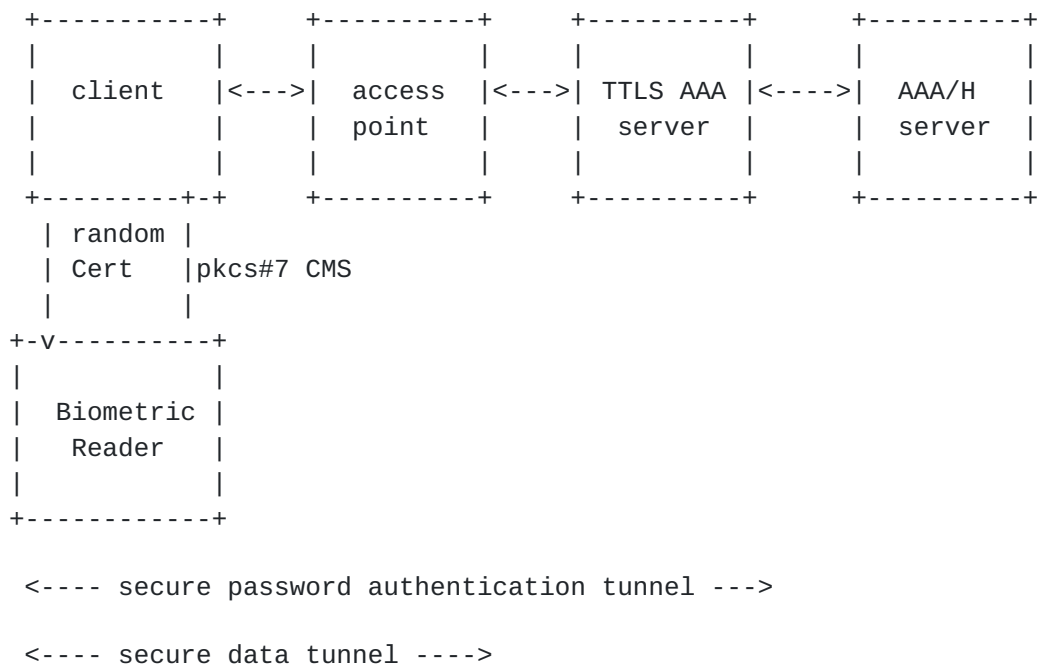 +-----------+     +----------+     +----------+      +----------+
|           |     |          |     |          |      |          |
|  client   |<--->|  access  |<--->| TTLS AAA |<---->|  AAA/H   |
|           |     |  point   |     |  server  |      |  server  |
|           |     |          |     |          |      |          |
+---------+-+     +----------+     +----------+      +----------+
| random |
| Cert   |pkcs#7 CMS
|        |
+-v----------+
|            |
|  Biometric |
|   Reader   |
|            |
+------------+
<---- secure password authentication tunnel --->
<---- secure data tunnel ---->